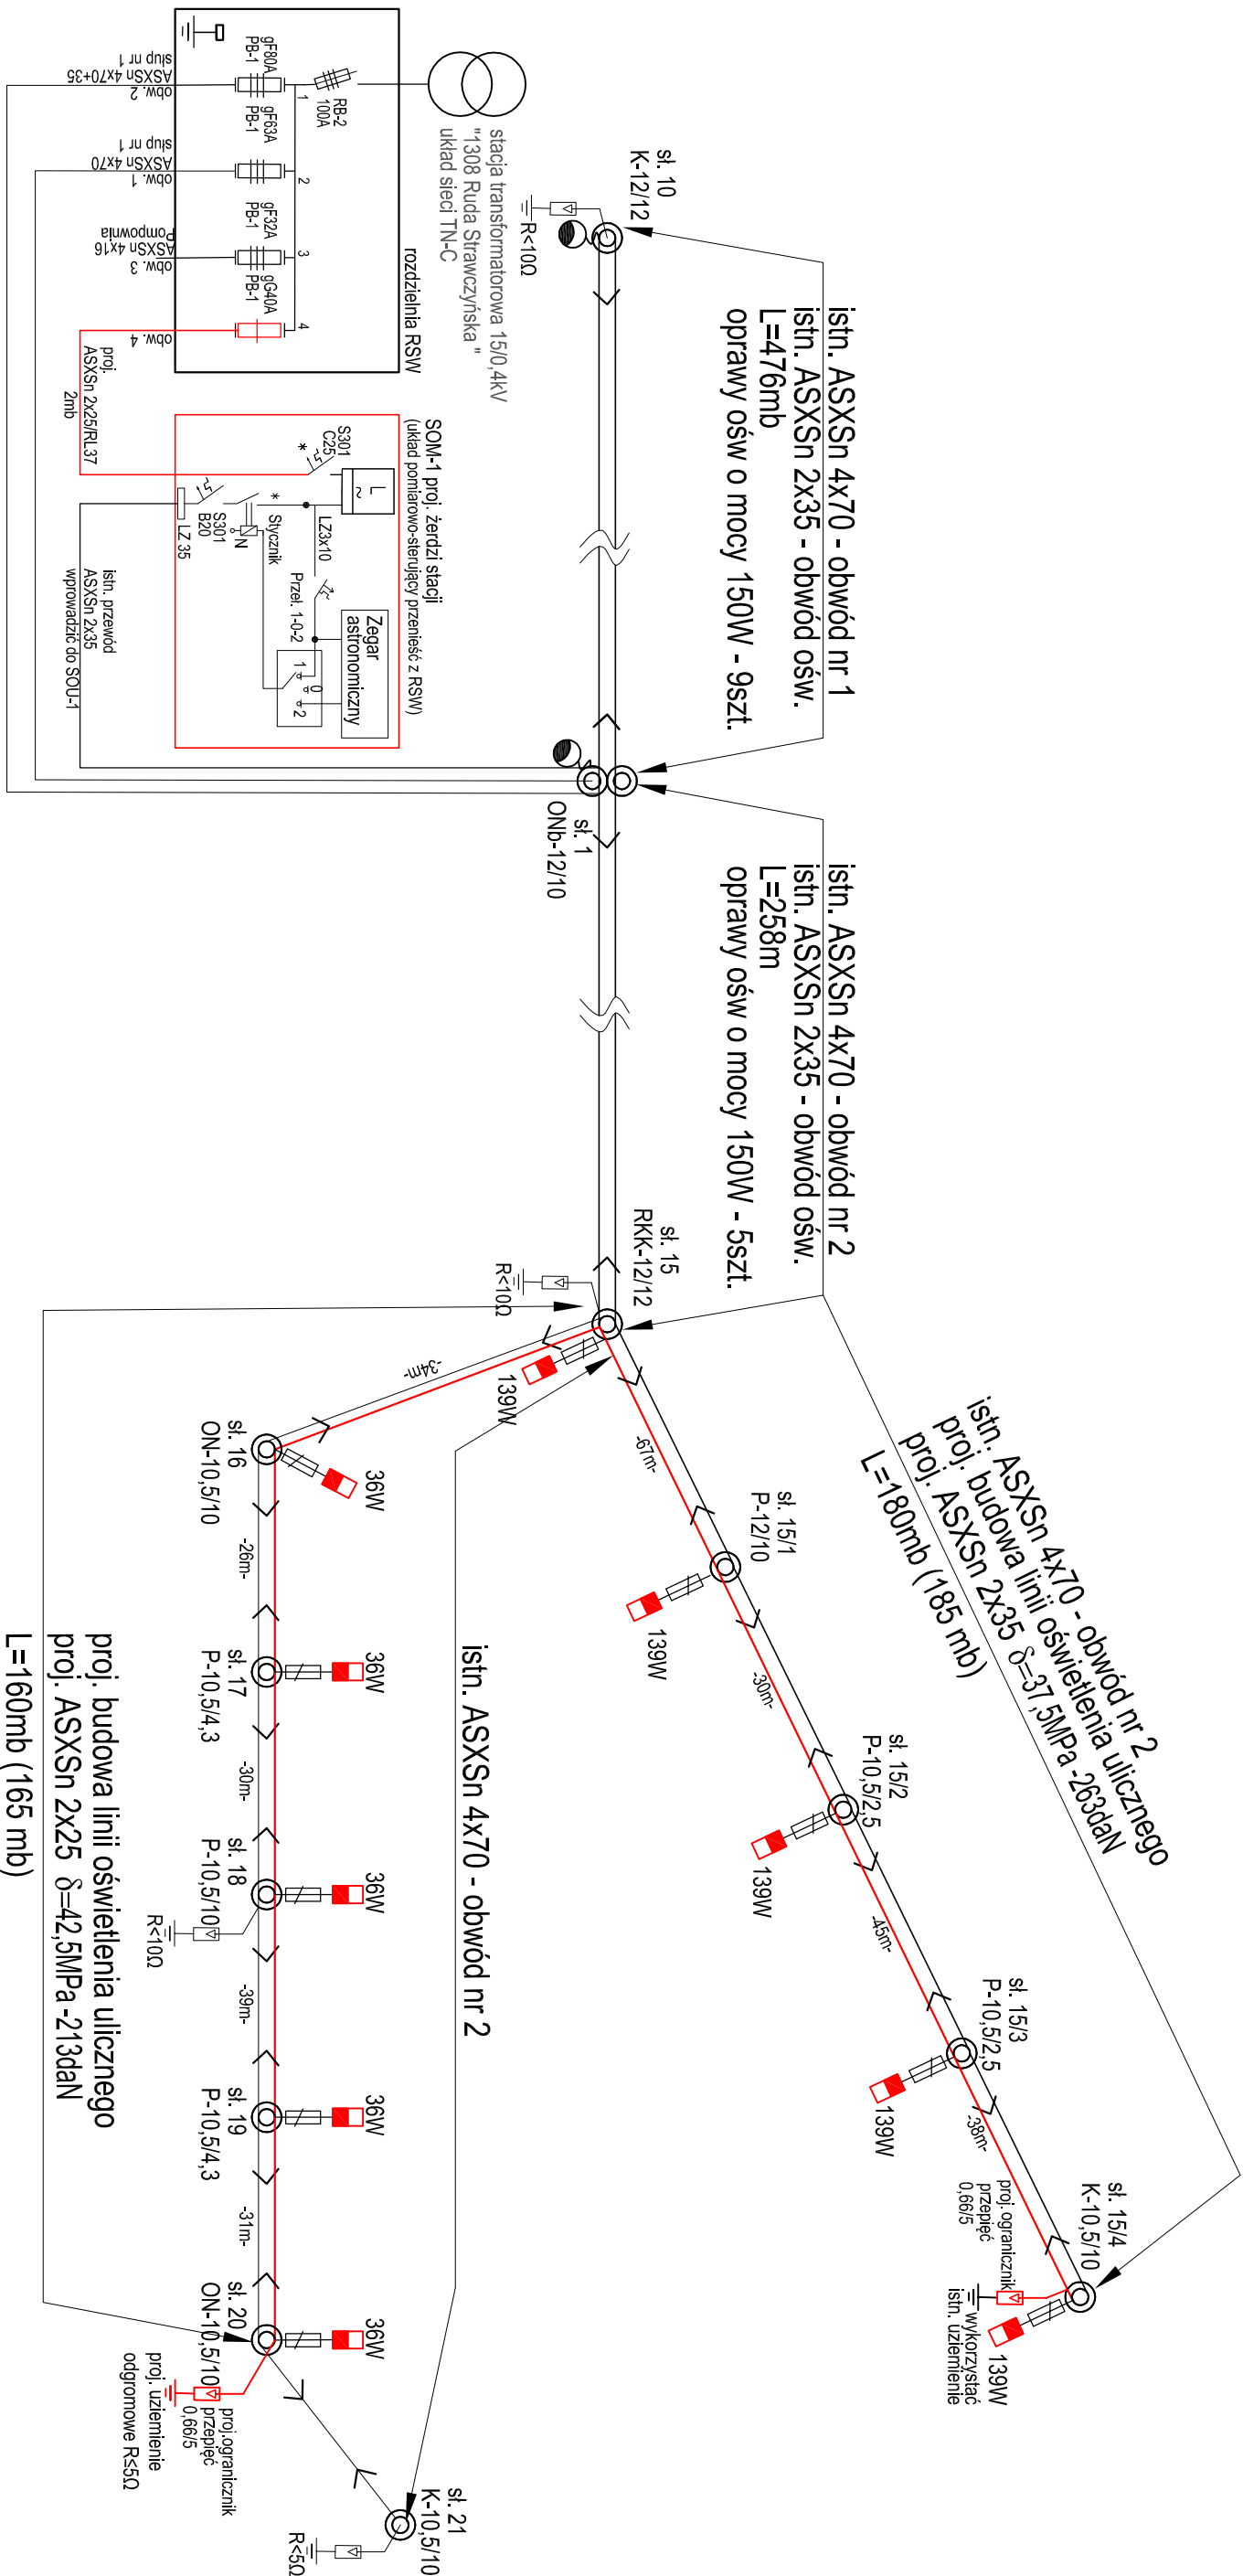 stacja transformatorowa 15/0,4kV
"1308 Ruda Strawczyńska "
układ sieci TN-C
rozdzielnia RSW
RB-2
100A
1
gF80A
PB-1
2
gF63A
PB-1
3
gF32A
PB-1
4
gG40A
PB-1
obw. 2
ASXSn 4x70+35
słup nr 1
obw. 1
ASXSn 4x70
słup nr 1
obw. 3
ASXSn 4x16
Pompownia
obw. 4
proj.
ASXSn 2x25/RL37
2mb
SOM-1 proj. żerdzi stacji
(układ pomiarowo-sterujący przenieść z RSW)
L
~
S301
C25
*
LZ3x10
Przeł. 1-0-2
Zegar
astronomiczny
1
0
2
*
Stycznik
N
S301
B20
LZ 35
istn. przewód
ASXSn 2x35
wprowadzić do SOU-1
sł. 10
K-12/12
R<10Ω
istn. ASXSn 4x70 - obwód nr 1
istn. ASXSn 2x35 - obwód ośw.
L=476mb
oprawy ośw o mocy 150W - 9szt.
sł. 1
ONb-12/10
istn. ASXSn 4x70 - obwód nr 2
istn. ASXSn 2x35 - obwód ośw.
L=258m
oprawy ośw o mocy 150W - 5szt.
sł. 15
RKK-12/12
R<10Ω
139W
istn. ASXSn 4x70 - obwód nr 2
proj. budowa linii oświetlenia ulicznego
proj. ASXSn 2x35 δ=37,5MPa -263daN
L=180mb (185 mb)
-67m-
sł. 15/1
P-12/10
139W
-30m-
sł. 15/2
P-10,5/2,5
139W
-45m-
sł. 15/3
P-10,5/2,5
139W
-38m-
sł. 15/4
K-10,5/10
proj. ogranicznik
przepięć
0,66/5
wykorzystać
istn. uziemienie
139W
istn. ASXSn 4x70 - obwód nr 2
-34m-
sł. 16
ON-10,5/10
36W
-26m-
sł. 17
P-10,5/4,3
36W
-30m-
sł. 18
P-10,5/10
36W
R<10Ω
-39m-
sł. 19
P-10,5/4,3
36W
-31m-
sł. 20
ON-10,5/10
36W
proj.ogranicznik
przepięć
0,66/5
proj. uziemienie
odgromowe R≤5Ω
sł. 21
K-10,5/10
R<5Ω
proj. budowa linii oświetlenia ulicznego
proj. ASXSn 2x25 δ=42,5MPa -213daN
L=160mb (165 mb)